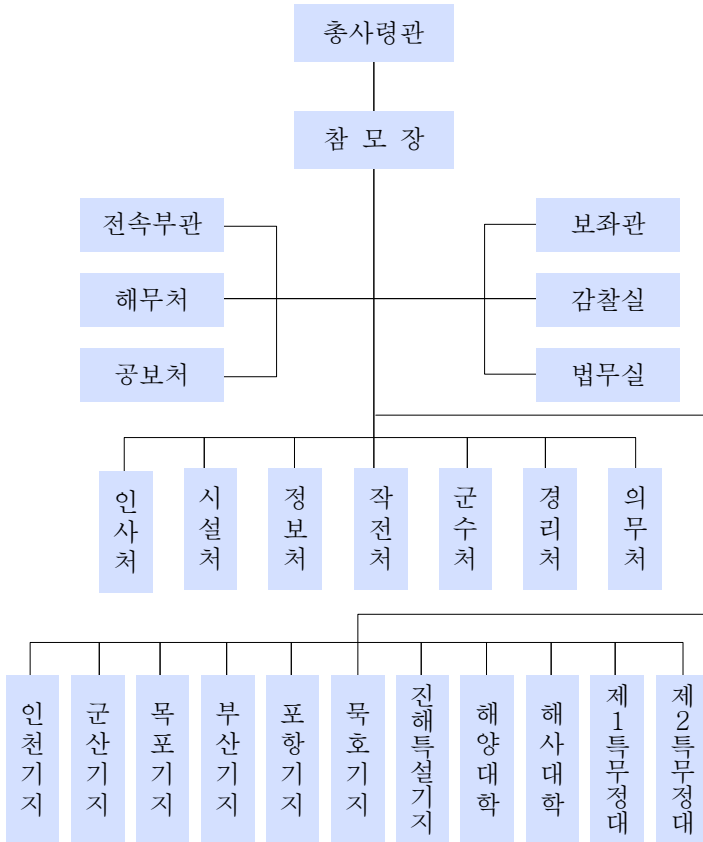 총사령관
참 모 장
전속부관
보좌관
해무처
감찰실
공보처
법무실
인사처
시설처
정보처
작전처
군수처
경리처
의무처
인천기지
군산기지
목포기지
부산기지
포항기지
묵호기지
진해특설기지
해양대학
해사대학
제1특무정대
제2특무정대